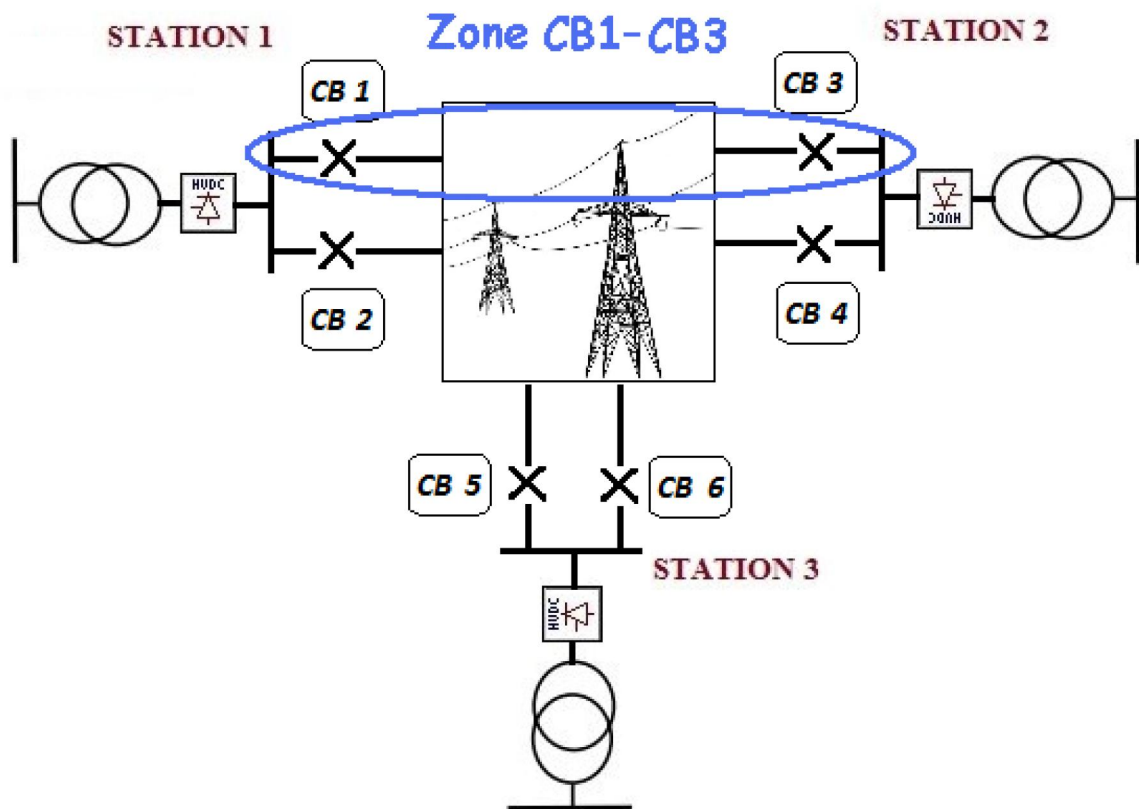 STATION 1
Zone CB1-CB3
STATION 2
CB 1
CB 3
HVDC
HVDC
CB 2
CB 4
CB 5
CB 6
STATION 3
HVDC